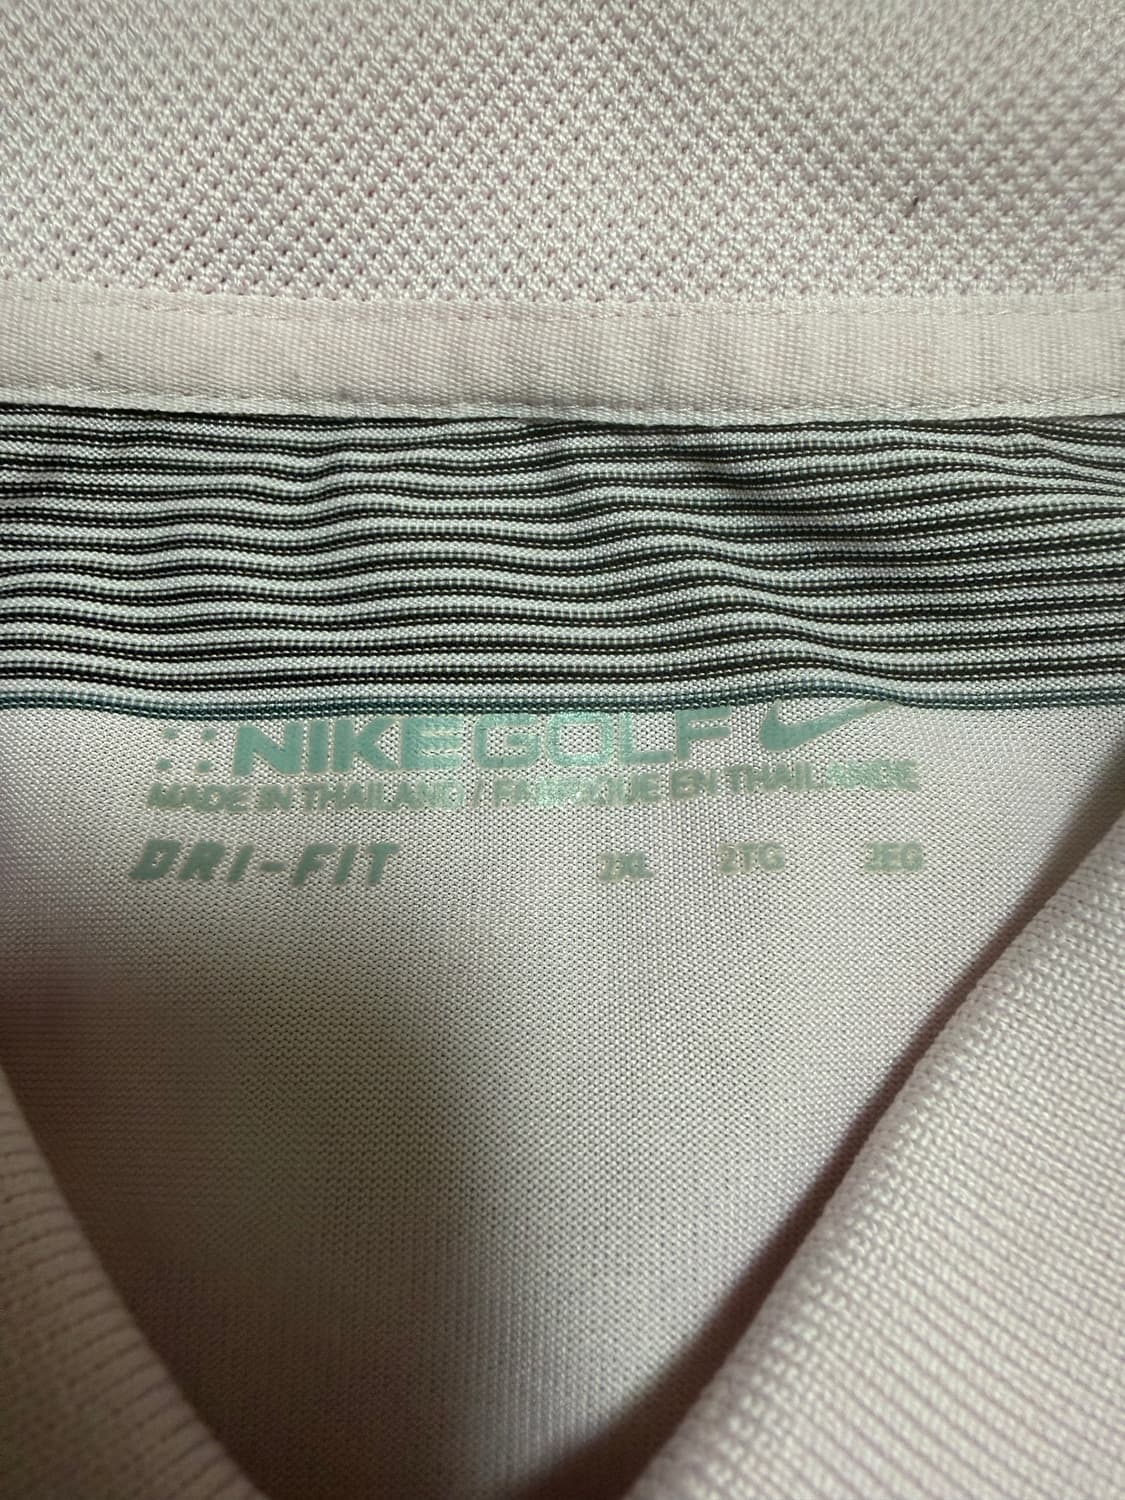 NIKEGOLF
MADE IN THAILAND / FABRIQUE EN THAILANDE
DRI-FIT 2XL 2TG 2EG